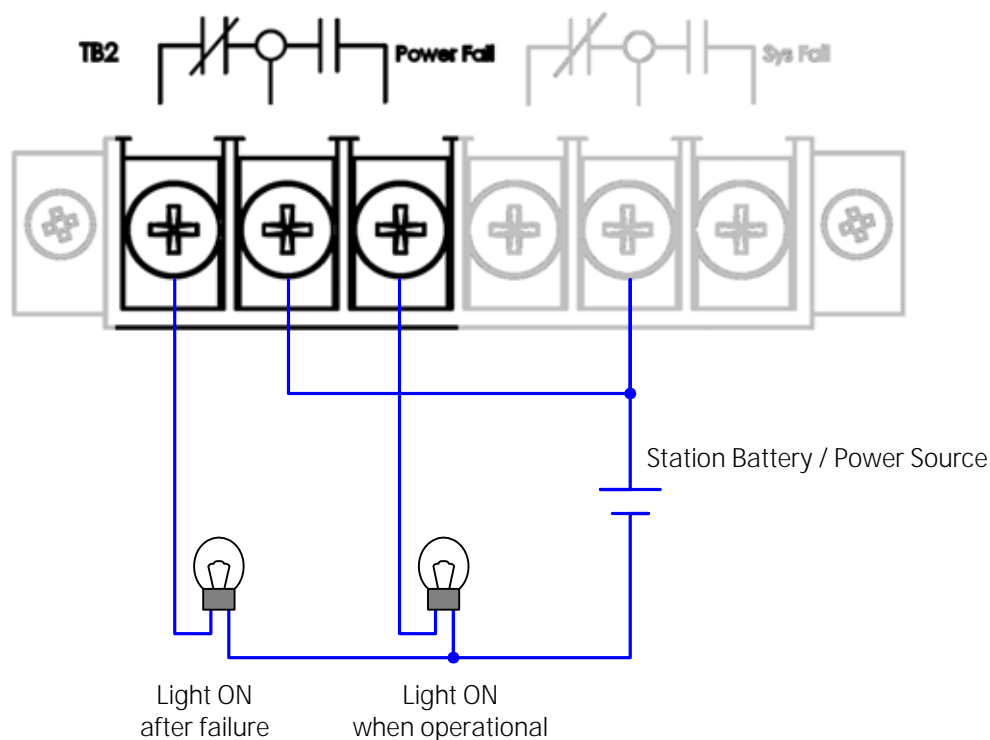 TB2
Power Fail
Sys Fail
Station Battery / Power Source
Light ON
after failure
Light ON
when operational